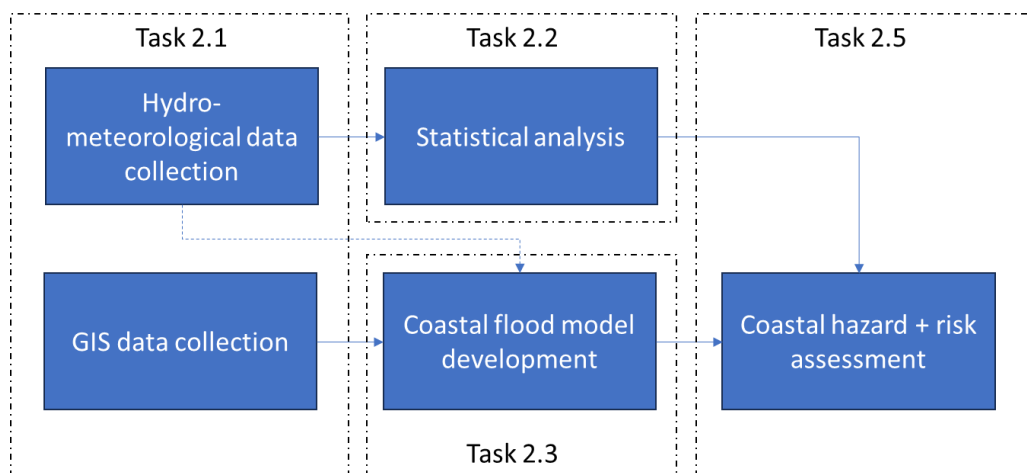 Task 2.1
Task 2.2
Task 2.5
Hydro-
meteorological data
collection
Statistical analysis
GIS data collection
Coastal flood model
development
Coastal hazard + risk
assessment
Task 2.3